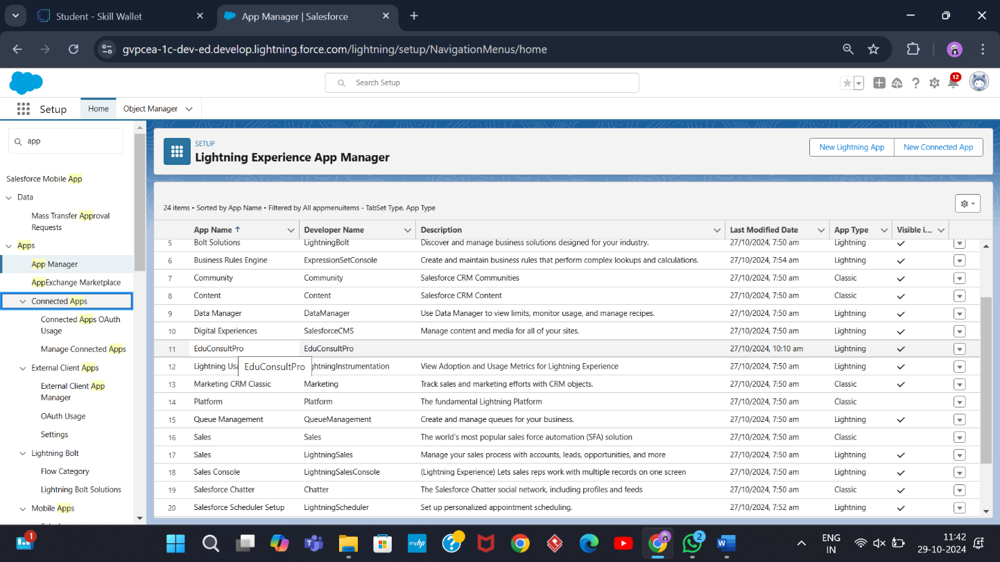 Student - Skill Wallet
App Manager | Salesforce
gvpcea-1c-dev-ed.develop.lightning.force.com/lightning/setup/NavigationMenus/home
Search Setup
12
Setup
Home
Object Manager
app
Salesforce Mobile App
Data
Mass Transfer Approval
Requests
Apps
App Manager
AppExchange Marketplace
Connected Apps
Connected Apps OAuth
Usage
Manage Connected Apps
External Client Apps
External Client App
Manager
OAuth Usage
Settings
Lightning Bolt
Flow Category
Lightning Bolt Solutions
Mobile Apps
SETUP
Lightning Experience App Manager
New Lightning App
New Connected App
24 items • Sorted by App Name • Filtered by All appmenuitems - TabSet Type, App Type
App Name Developer Name Description Last Modified Date App Type Visible i...
5 Bolt Solutions LightningBolt Discover and manage business solutions designed for your industry. 27/10/2024, 7:50 am Lightning
6 Business Rules Engine ExpressionSetConsole Create and maintain business rules that perform complex lookups and calculations. 27/10/2024, 7:54 am Lightning
7 Community Community Salesforce CRM Communities 27/10/2024, 7:50 am Classic
8 Content Content Salesforce CRM Content 27/10/2024, 7:50 am Classic
9 Data Manager DataManager Use Data Manager to view limits, monitor usage, and manage recipes. 27/10/2024, 7:50 am Lightning
10 Digital Experiences SalesforceCMS Manage content and media for all of your sites. 27/10/2024, 7:50 am Lightning
11 EduConsultPro EduConsultPro 27/10/2024, 10:10 am Lightning
12 Lightning Usa EduConsultPro ghtningInstrumentation View Adoption and Usage Metrics for Lightning Experience 27/10/2024, 7:50 am Lightning
13 Marketing CRM Classic Marketing Track sales and marketing efforts with CRM objects. 27/10/2024, 7:50 am Classic
14 Platform Platform The fundamental Lightning Platform 27/10/2024, 7:50 am Classic
15 Queue Management QueueManagement Create and manage queues for your business. 27/10/2024, 7:50 am Lightning
16 Sales Sales The world's most popular sales force automation (SFA) solution 27/10/2024, 7:50 am Classic
17 Sales LightningSales Manage your sales process with accounts, leads, opportunities, and more 27/10/2024, 7:50 am Lightning
18 Sales Console LightningSalesConsole (Lightning Experience) Lets sales reps work with multiple records on one screen 27/10/2024, 7:50 am Lightning
19 Salesforce Chatter Chatter The Salesforce Chatter social network, including profiles and feeds 27/10/2024, 7:50 am Classic
20 Salesforce Scheduler Setup LightningScheduler Set up personalized appointment scheduling. 27/10/2024, 7:52 am Lightning
1
myhp
2
ENG
IN
11:42
29-10-2024